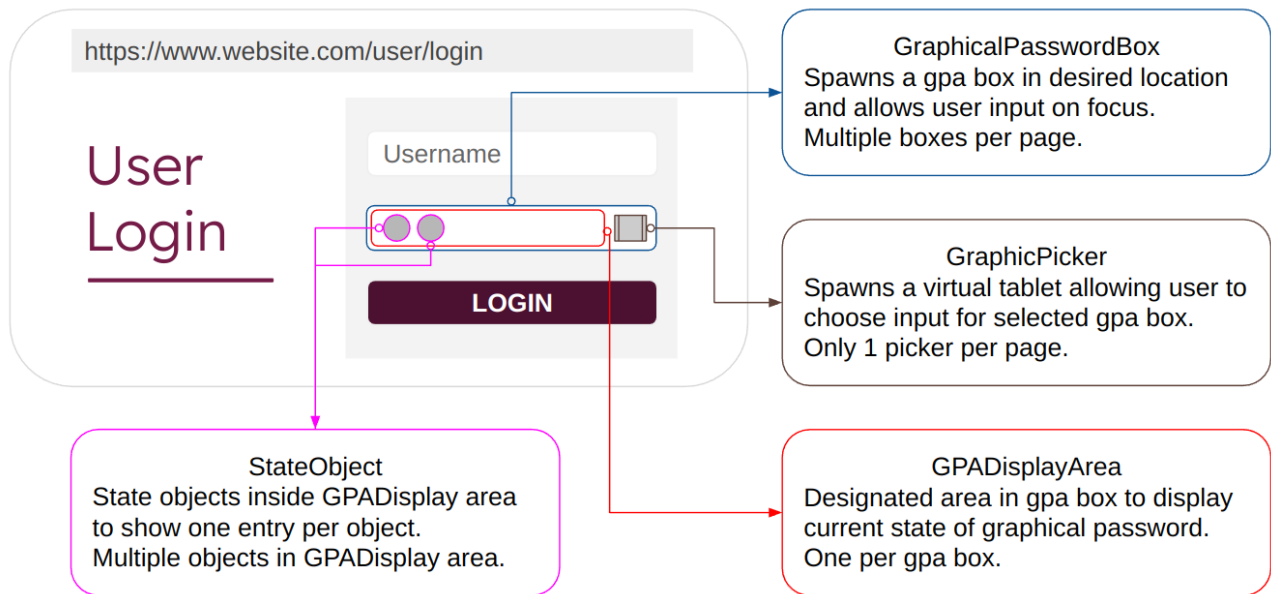 https://www.website.com/user/login
User
Login
Username
LOGIN
GraphicalPasswordBox
Spawns a gpa box in desired location
and allows user input on focus.
Multiple boxes per page.
GraphicPicker
Spawns a virtual tablet allowing user to
choose input for selected gpa box.
Only 1 picker per page.
StateObject
State objects inside GPADisplay area
to show one entry per object.
Multiple objects in GPADisplay area.
GPADisplayArea
Designated area in gpa box to display
current state of graphical password.
One per gpa box.